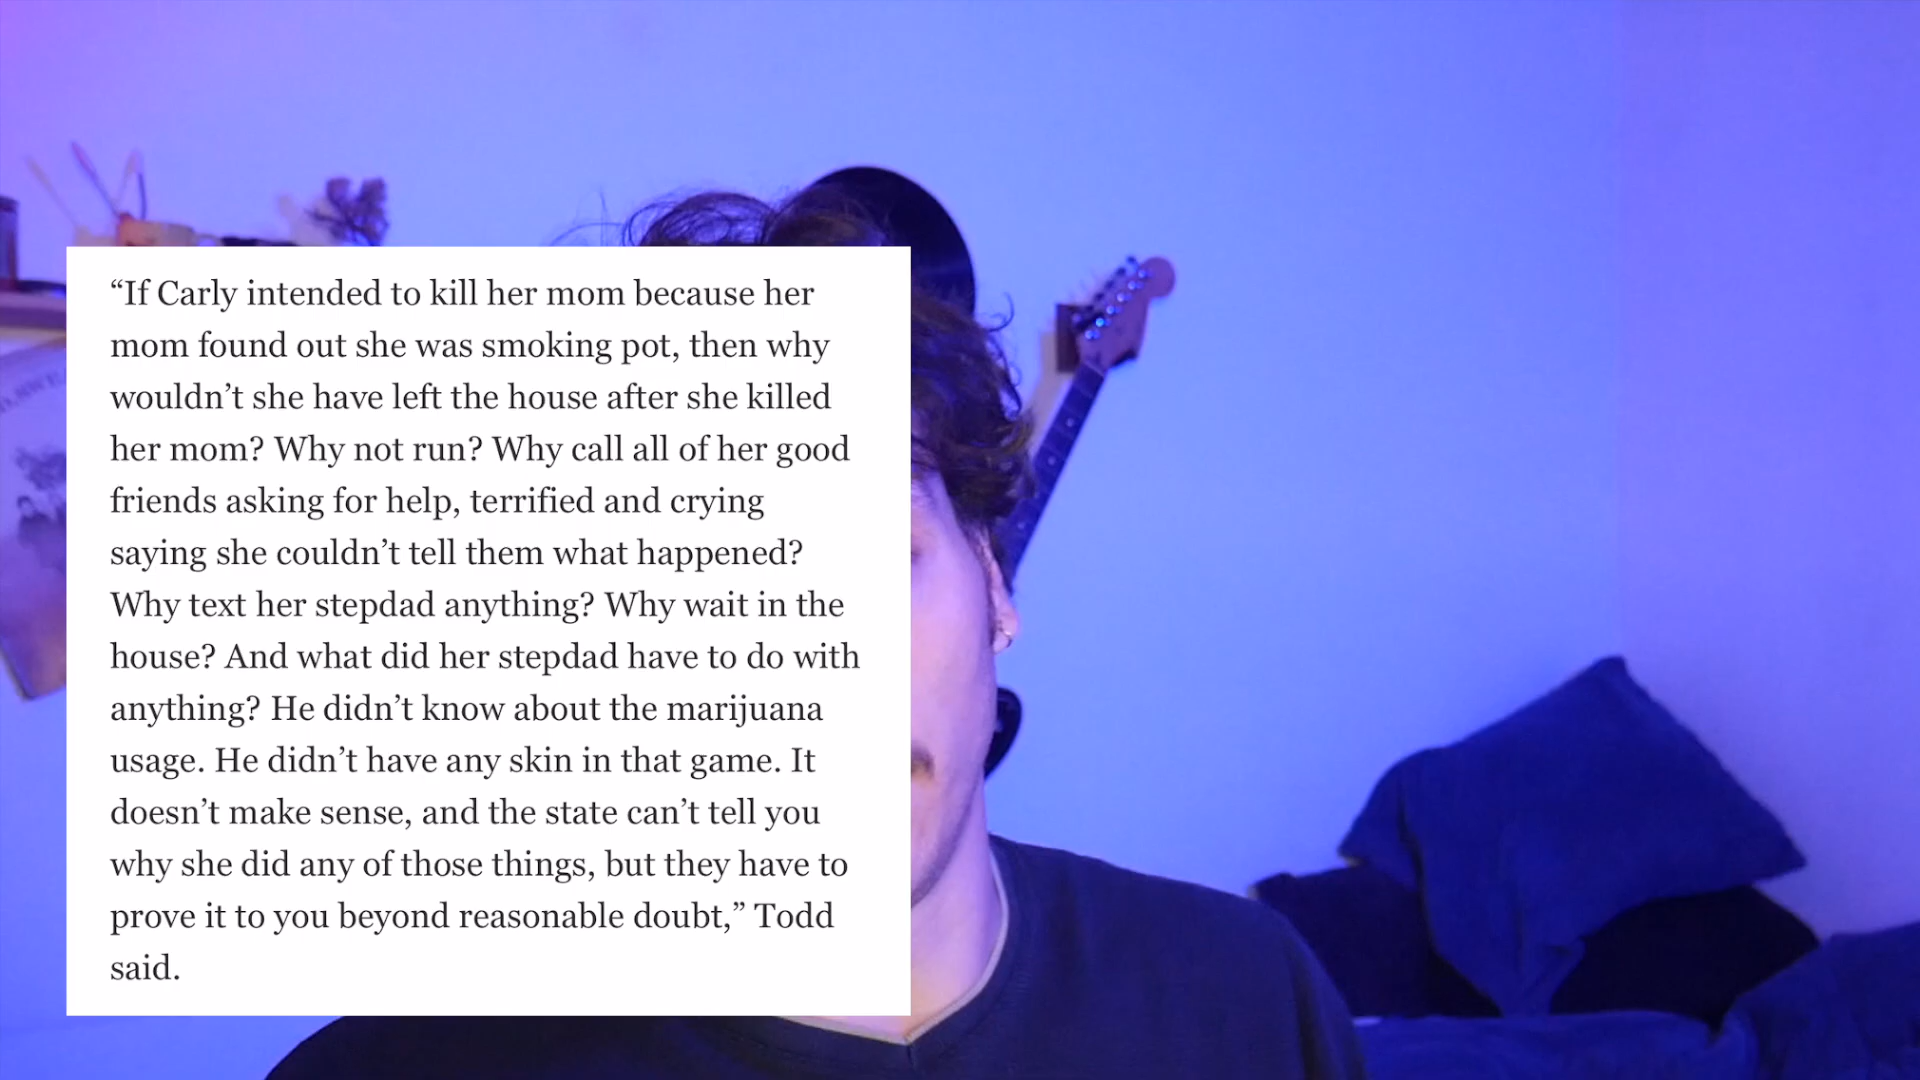 “If Carly intended to kill her mom because her
mom found out she was smoking pot, then why
wouldn’t she have left the house after she killed
her mom? Why not run? Why call all of her good
friends asking for help, terrified and crying
saying she couldn’t tell them what happened?
Why text her stepdad anything? Why wait in the
house? And what did her stepdad have to do with
anything? He didn’t know about the marijuana
usage. He didn’t have any skin in that game. It
doesn’t make sense, and the state can’t tell you
why she did any of those things, but they have to
prove it to you beyond reasonable doubt,” Todd
said.